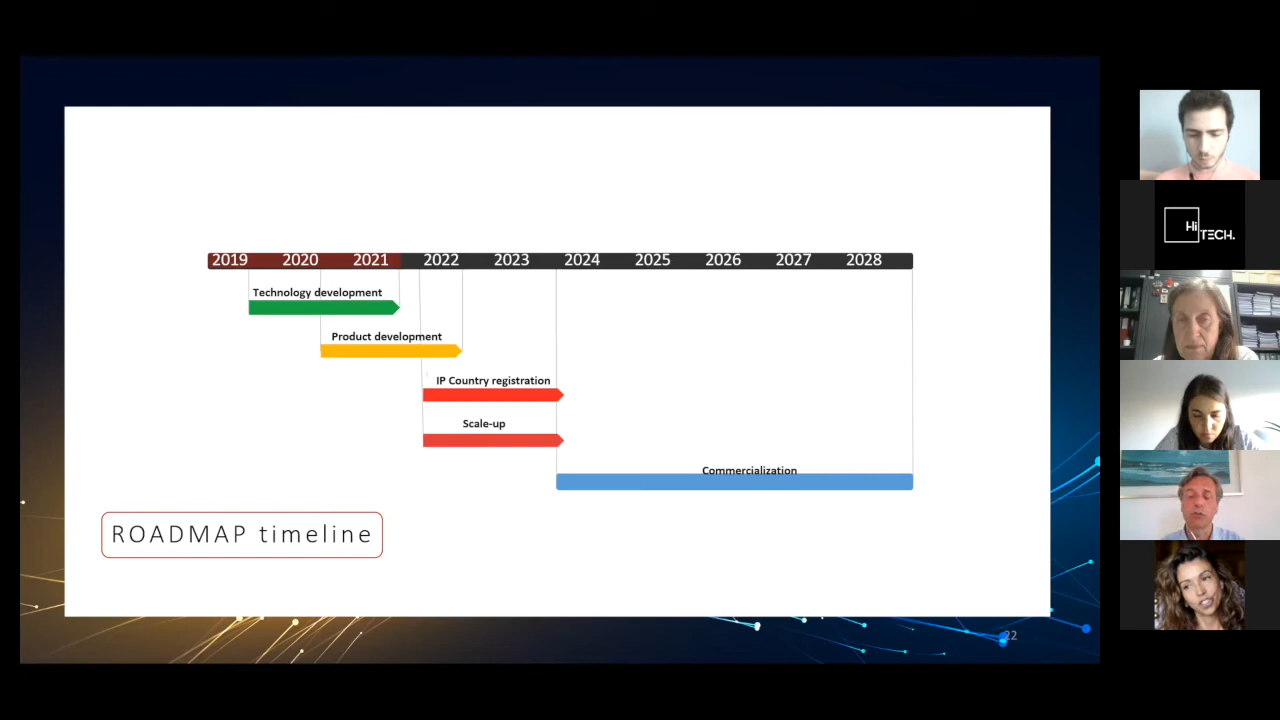 2019 2020 2021 2022 2023 2024 2025 2026 2027 2028
Technology development
Product development
IP Country registration
Scale-up
Commercialization
ROADMAP timeline
22
Hi
TECH.